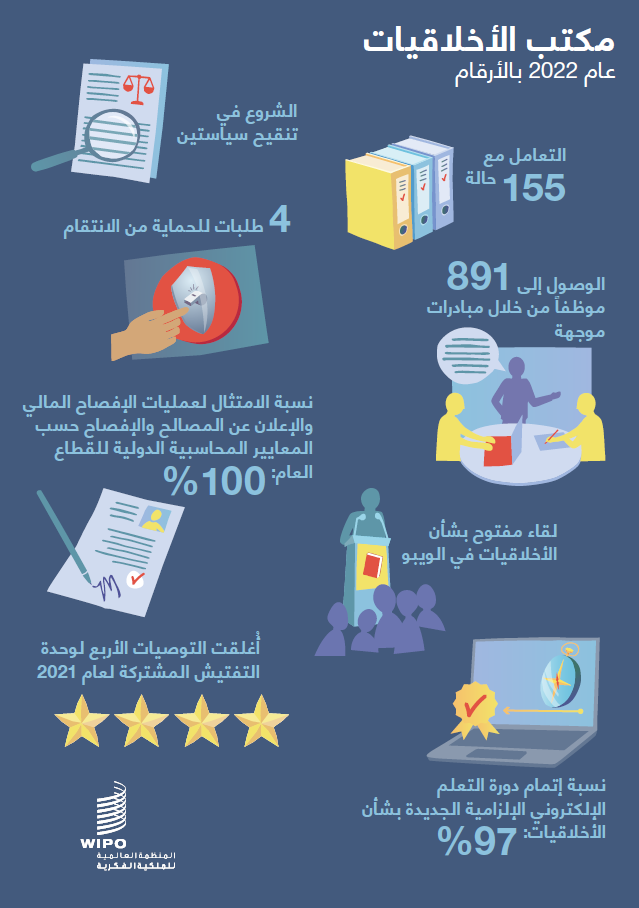 مكتب الأخلاقيات
عام 2022 بالأرقام
التعامل مع
155 حالة
الشروع في
تنقيح سياستين
4 طلبات للحماية من الانتقام
الوصول إلى 891
موظفاً من خلال مبادرات
موجهة
نسبة الامتثال لعمليات الإفصاح المالي
والإعلان عن المصالح والإفصاح حسب
المعايير المحاسبية الدولية للقطاع
العام: 100%
لقاء مفتوح بشأن
الأخلاقيات في الويبو
أُغلقت التوصيات الأربع لوحدة
التفتيش المشتركة لعام 2021
نسبة إتمام دورة التعلم
الإلكتروني الإلزامية الجديدة بشأن
الأخلاقيات: 97%
WIPO
المنظمة العالمية
للملكية الفكرية